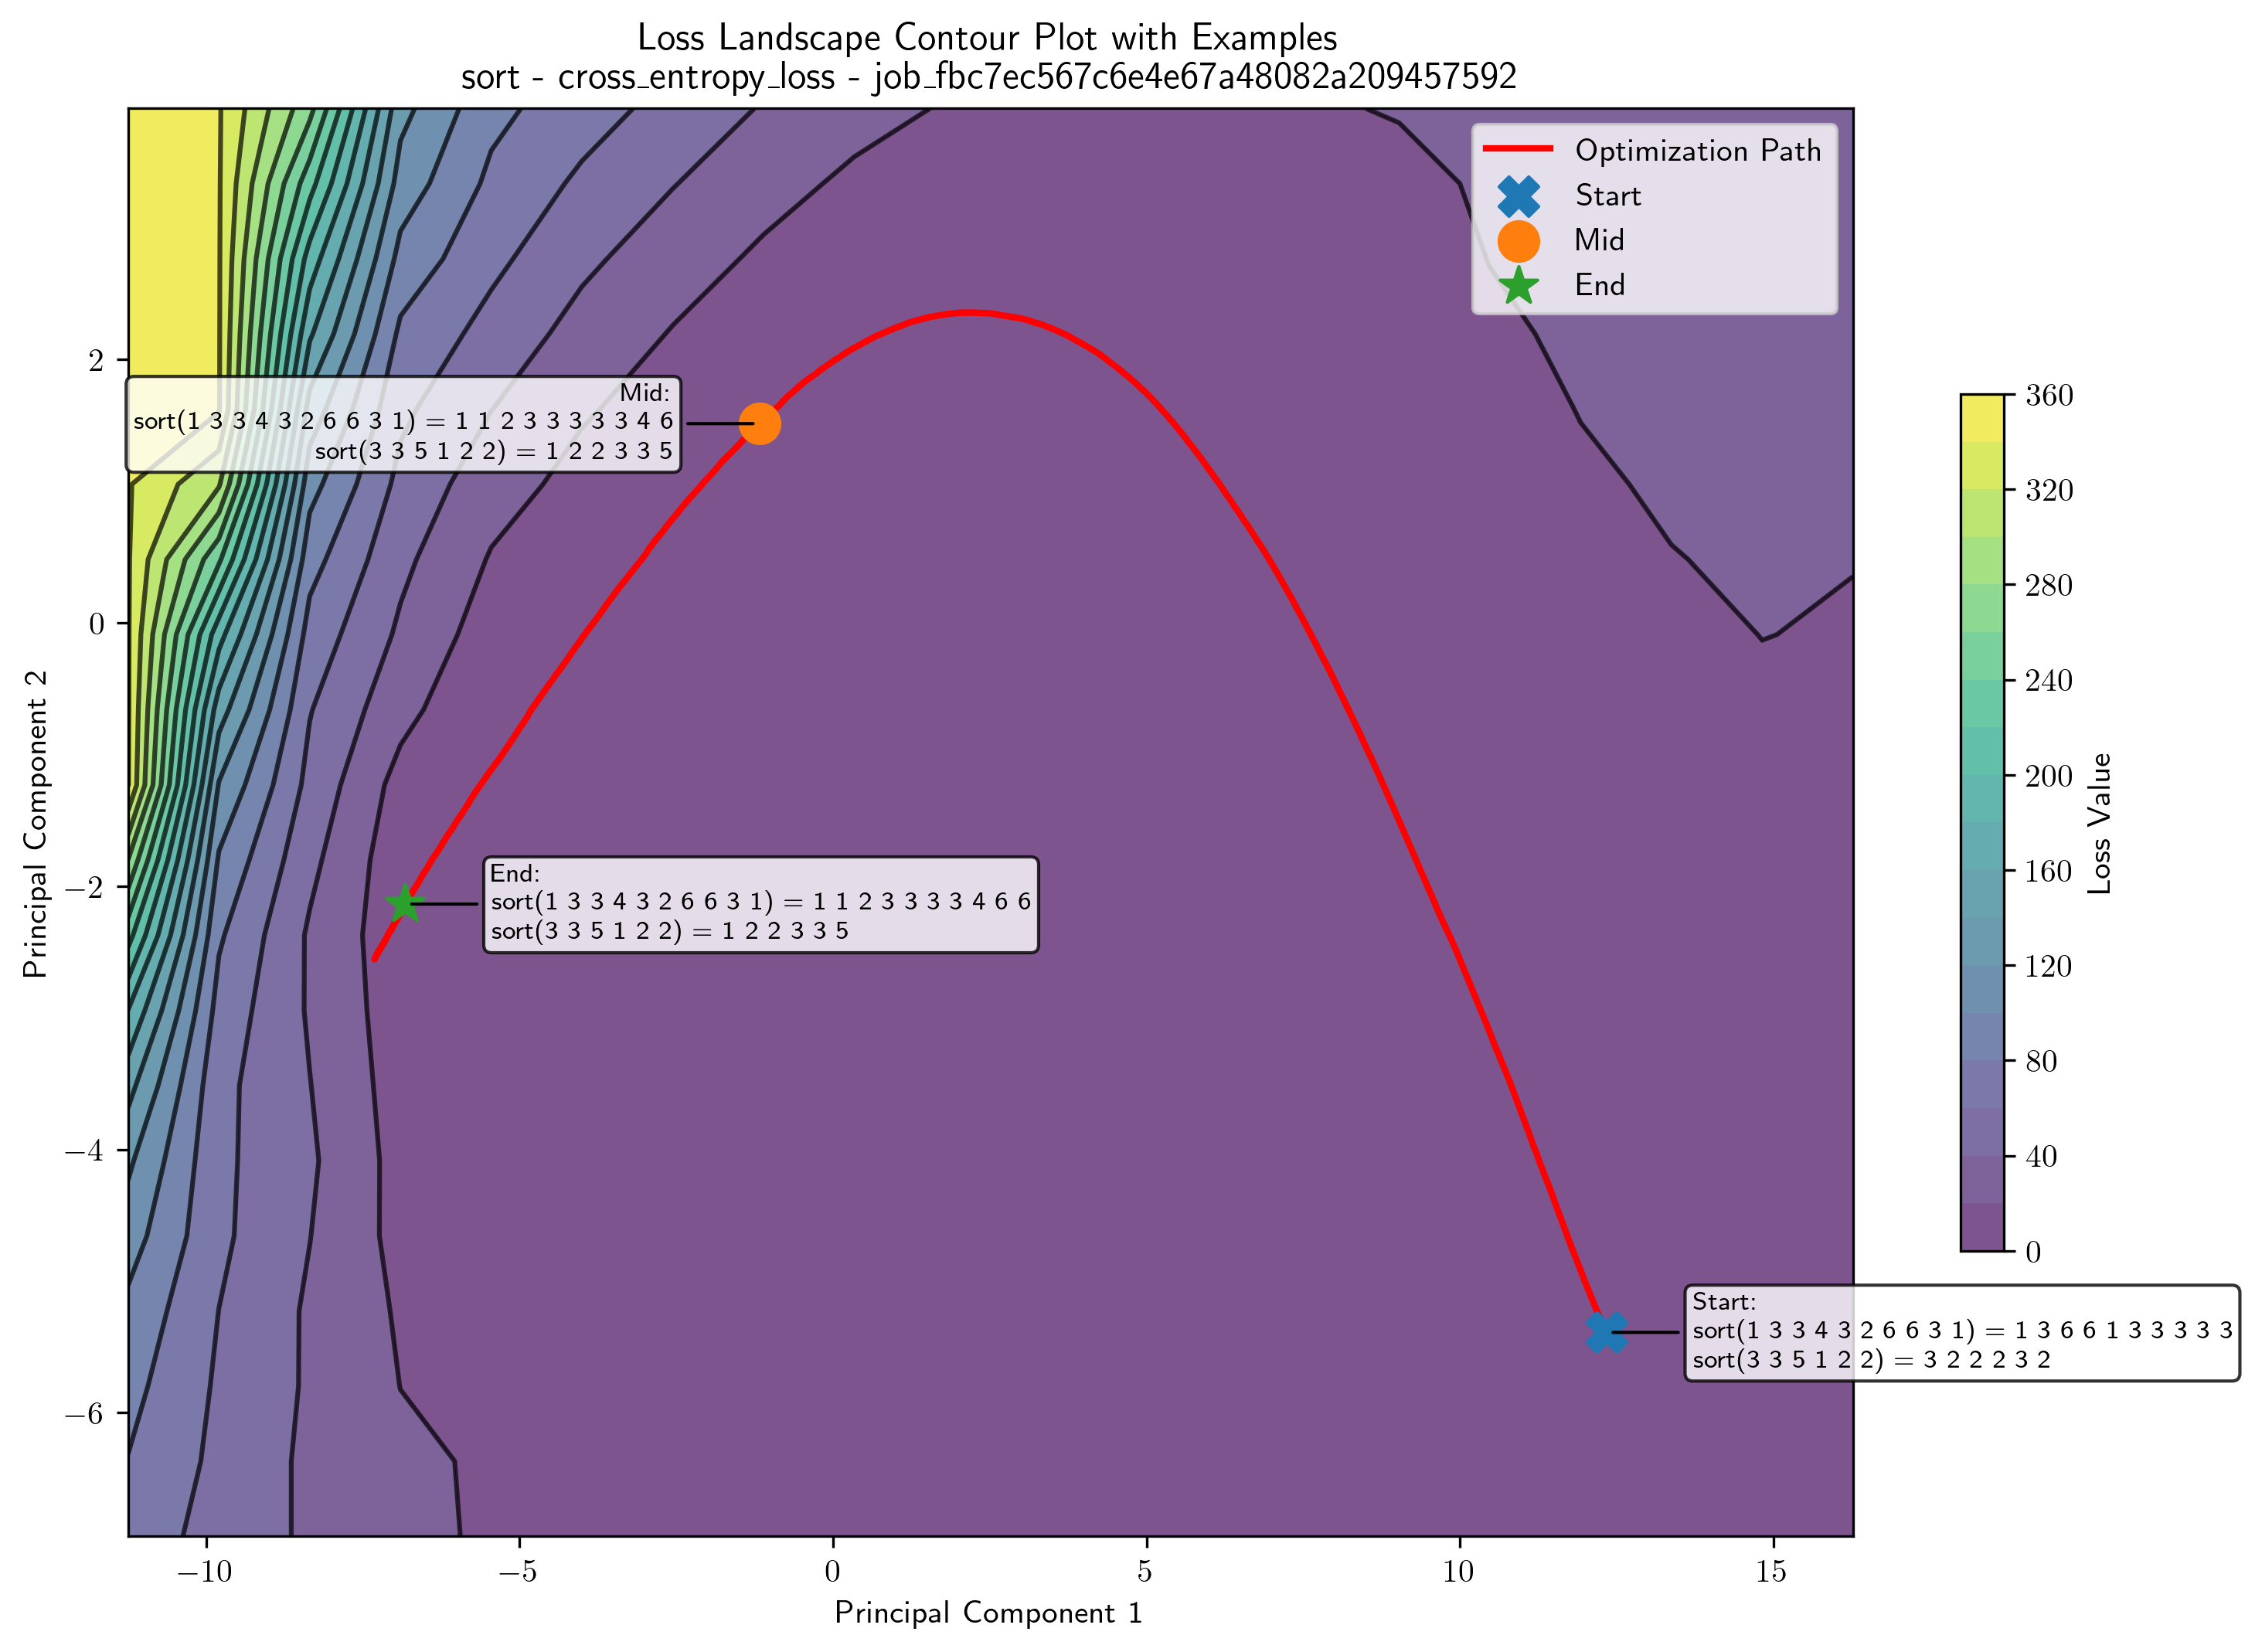 Loss Landscape Contour Plot with Examples
sort - cross_entropy_loss - job_fbc7ec567c6e4e67a48082a209457592
Optimization Path
Start
Mid
End
Mid:
sort(1 3 3 4 3 2 6 6 3 1) = 1 1 2 3 3 3 3 3 4 6
sort(3 3 5 1 2 2) = 1 2 2 3 3 5
End:
sort(1 3 3 4 3 2 6 6 3 1) = 1 1 2 3 3 3 3 4 6 6
sort(3 3 5 1 2 2) = 1 2 2 3 3 5
Start:
sort(1 3 3 4 3 2 6 6 3 1) = 1 3 6 6 1 3 3 3 3 3
sort(3 3 5 1 2 2) = 3 2 2 2 3 2
2
0
−2
−4
−6
Principal Component 2
−10
−5
0
5
10
15
Principal Component 1
360
320
280
240
200
160
120
80
40
0
Loss Value